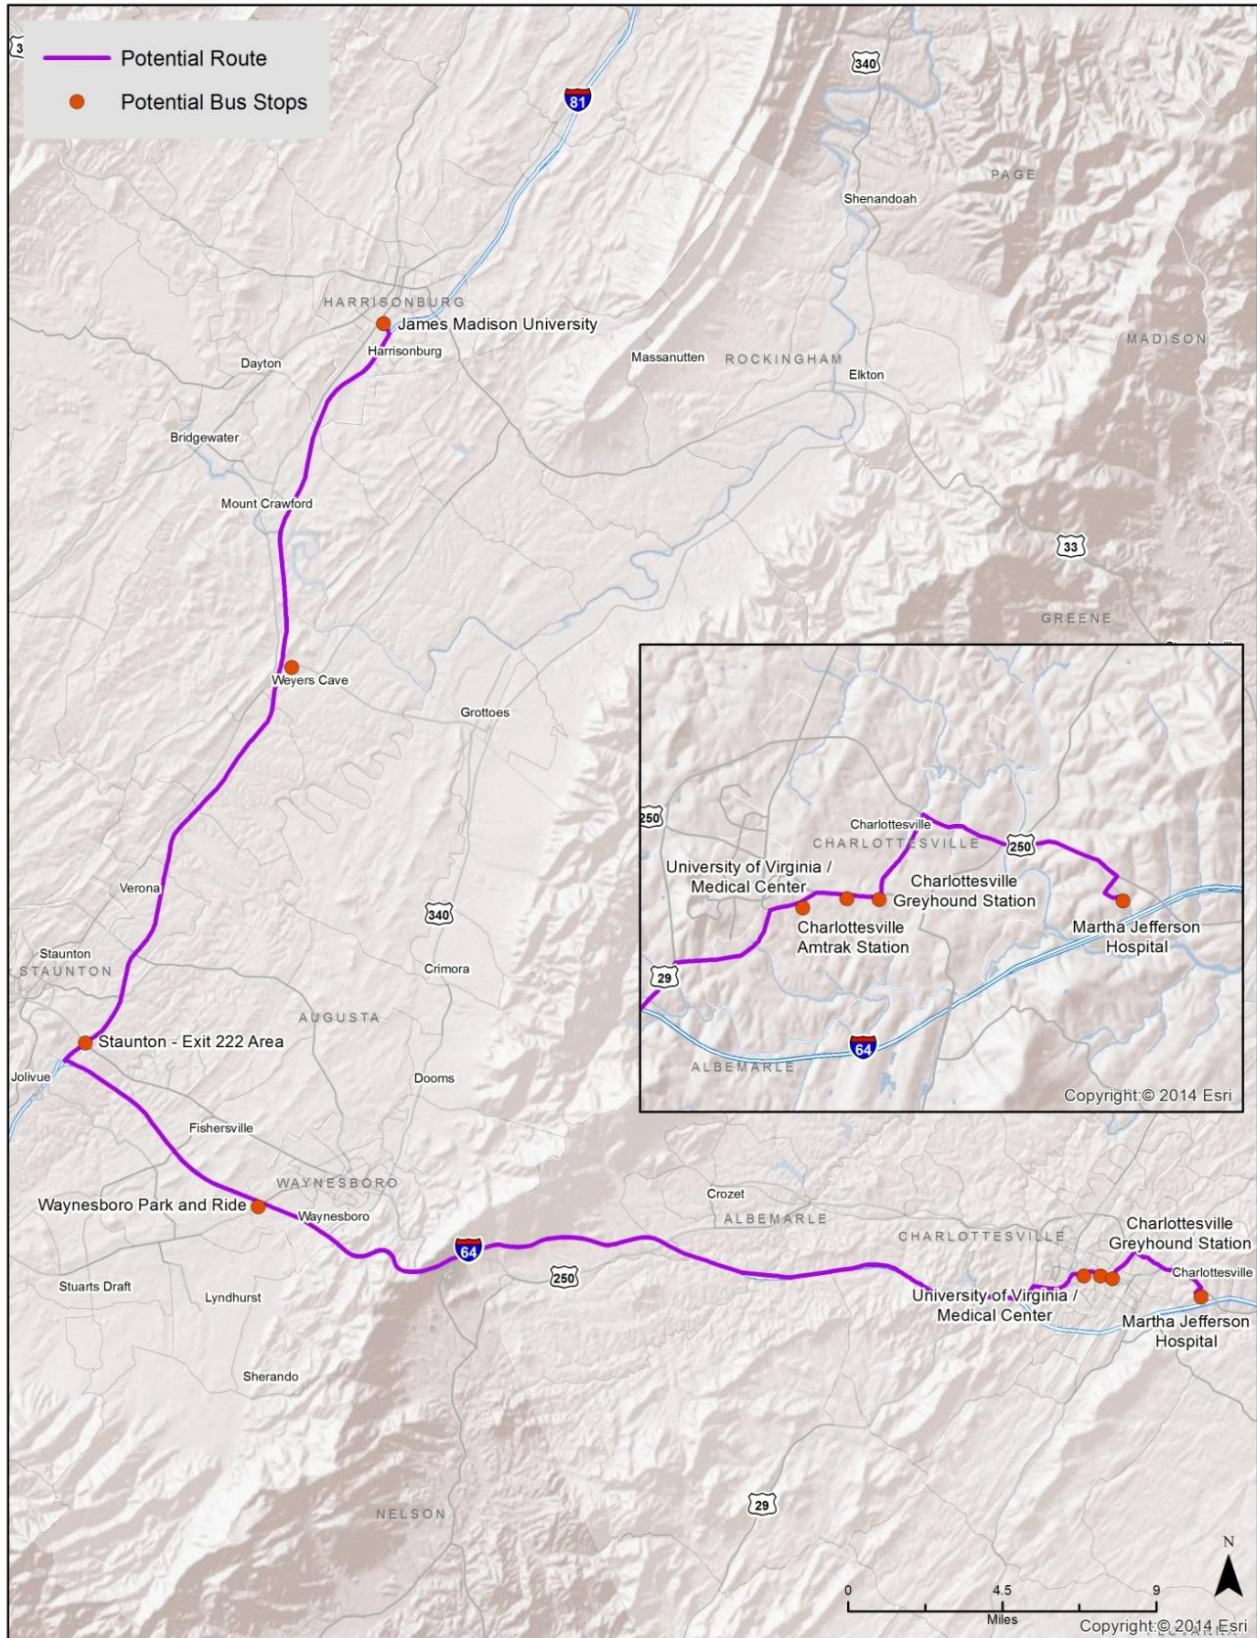 Potential Route
Potential Bus Stops
3
81
340
PAGE
Shenandoah
HARRISONBURG
James Madison University
Harrisonburg
MADISON
Massanutten
ROCKINGHAM
Dayton
Elkton
Bridgewater
Mount Crawford
33
GREENE
Weyers Cave
Grottoes
250
Charlottesville
CHARLOTTESVILLE
250
University of Virginia /
Medical Center
Charlottesville
Greyhound Station
Charlottesville
Amtrak Station
Martha Jefferson
Hospital
29
64
ALBEMARLE
Copyright:© 2014 Esri
Verona
340
Staunton
STAUNTON
Crimora
AUGUSTA
Staunton - Exit 222 Area
Jolivue
Dooms
Fishersville
WAYNESBORO
Waynesboro Park and Ride
Waynesboro
Crozet
ALBEMARLE
CHARLOTTESVILLE
Charlottesville
Greyhound Station
64
250
Charlottesville
Stuarts Draft
Lyndhurst
University of Virginia /
Medical Center
Martha Jefferson
Hospital
Sherando
NELSON
29
N
0 4.5 9
Miles
Copyright:© 2014 Esri